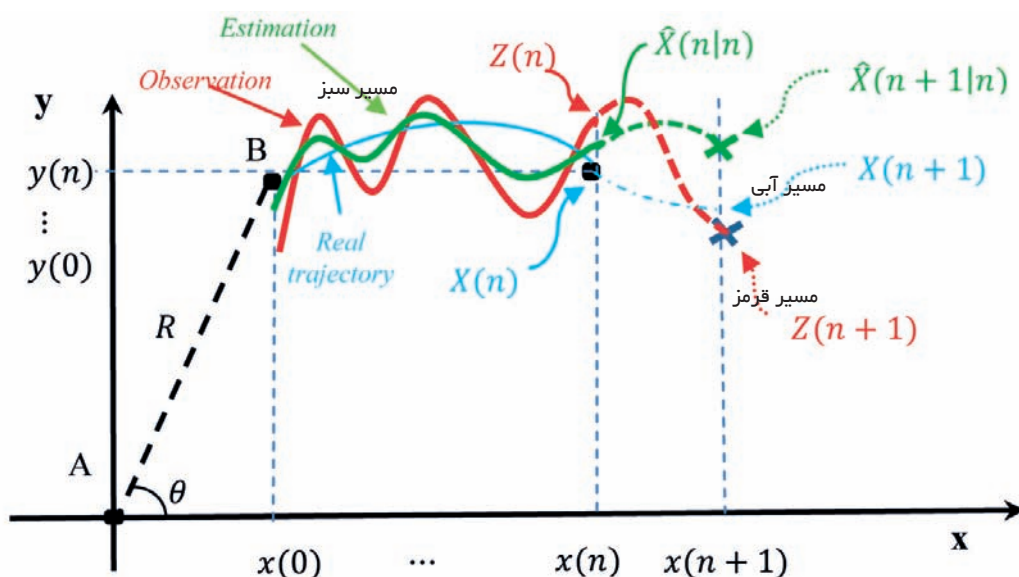 Estimation
Observation
مسیر سبز
Z(n)
X̂(n|n)
X̂(n + 1|n)
y
B
y(n)
⋮
y(0)
Real
trajectory
X(n)
مسیر آبی
X(n + 1)
مسیر قرمز
Z(n + 1)
R
A
θ
x
x(0)
...
x(n)
x(n + 1)